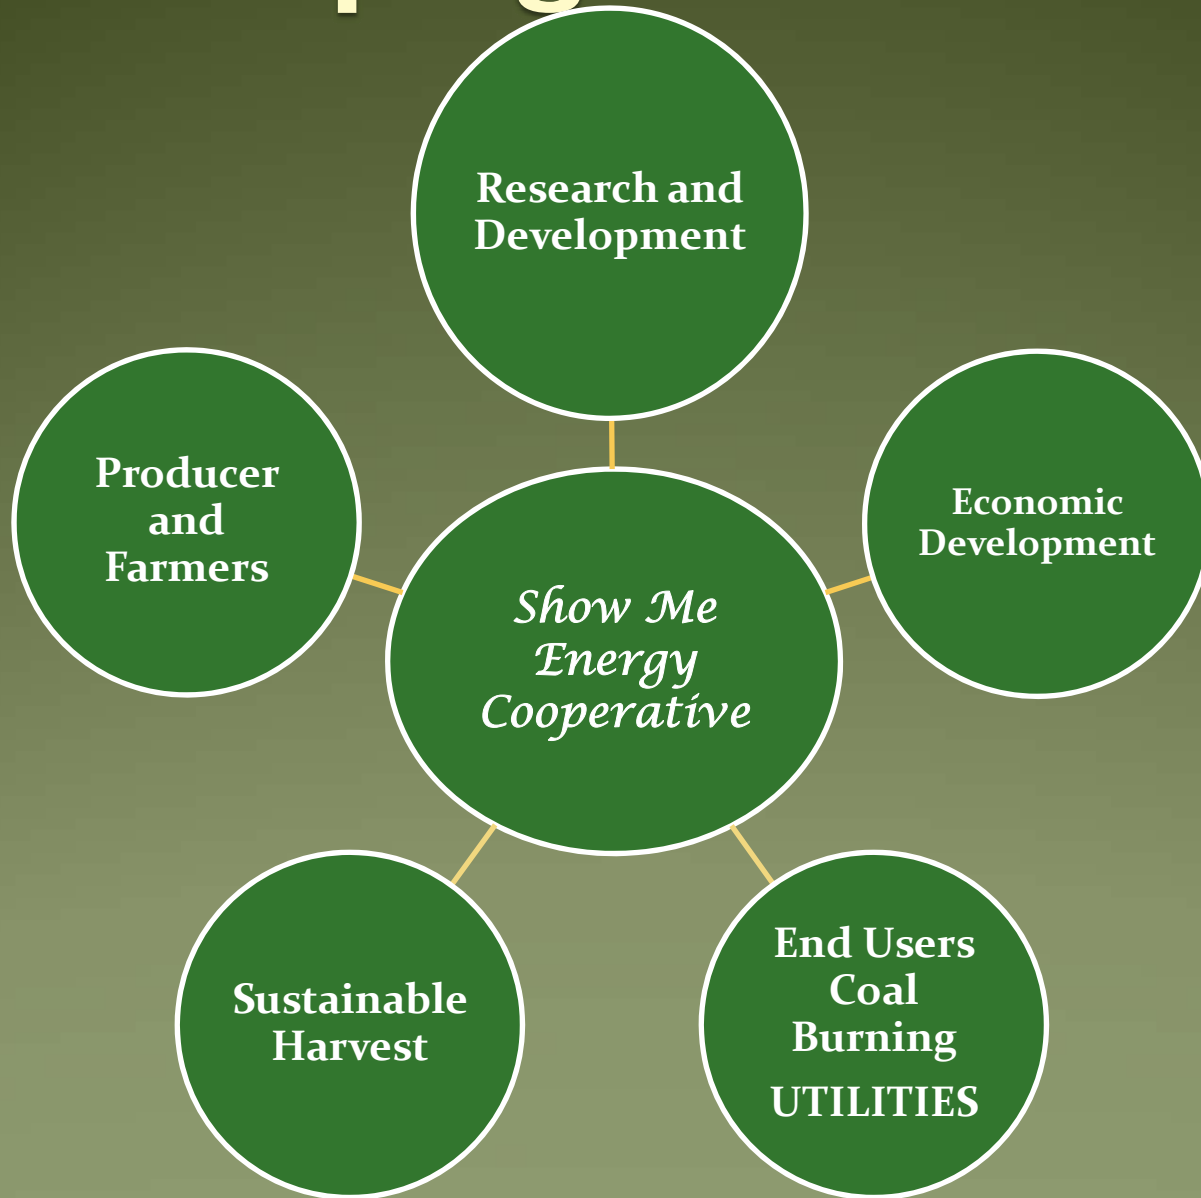 Research and
Development
Producer
and
Farmers
Economic
Development
Show Me
Energy
Cooperative
Sustainable
Harvest
End Users
Coal
Burning
UTILITIES